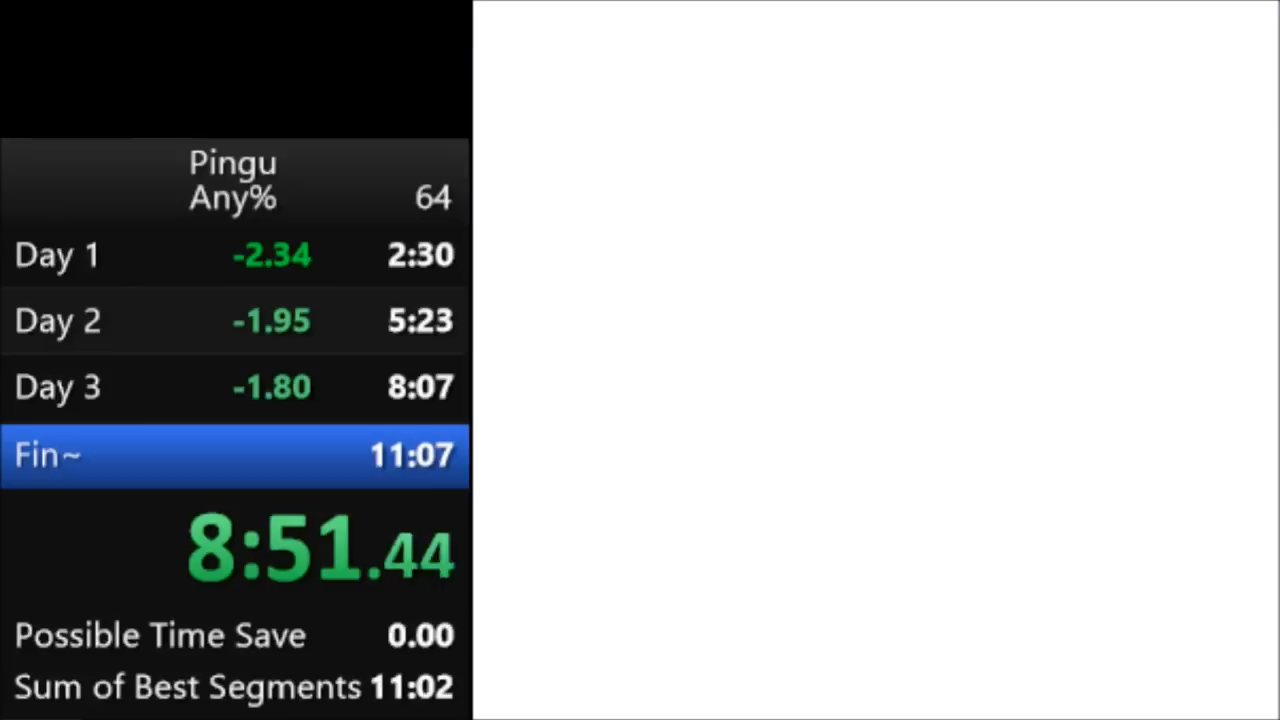 Pingu
Any% 64
Day 1 -2.34 2:30
Day 2 -1.95 5:23
Day 3 -1.80 8:07
Fin~ 11:07
8:51.44
Possible Time Save 0.00
Sum of Best Segments 11:02